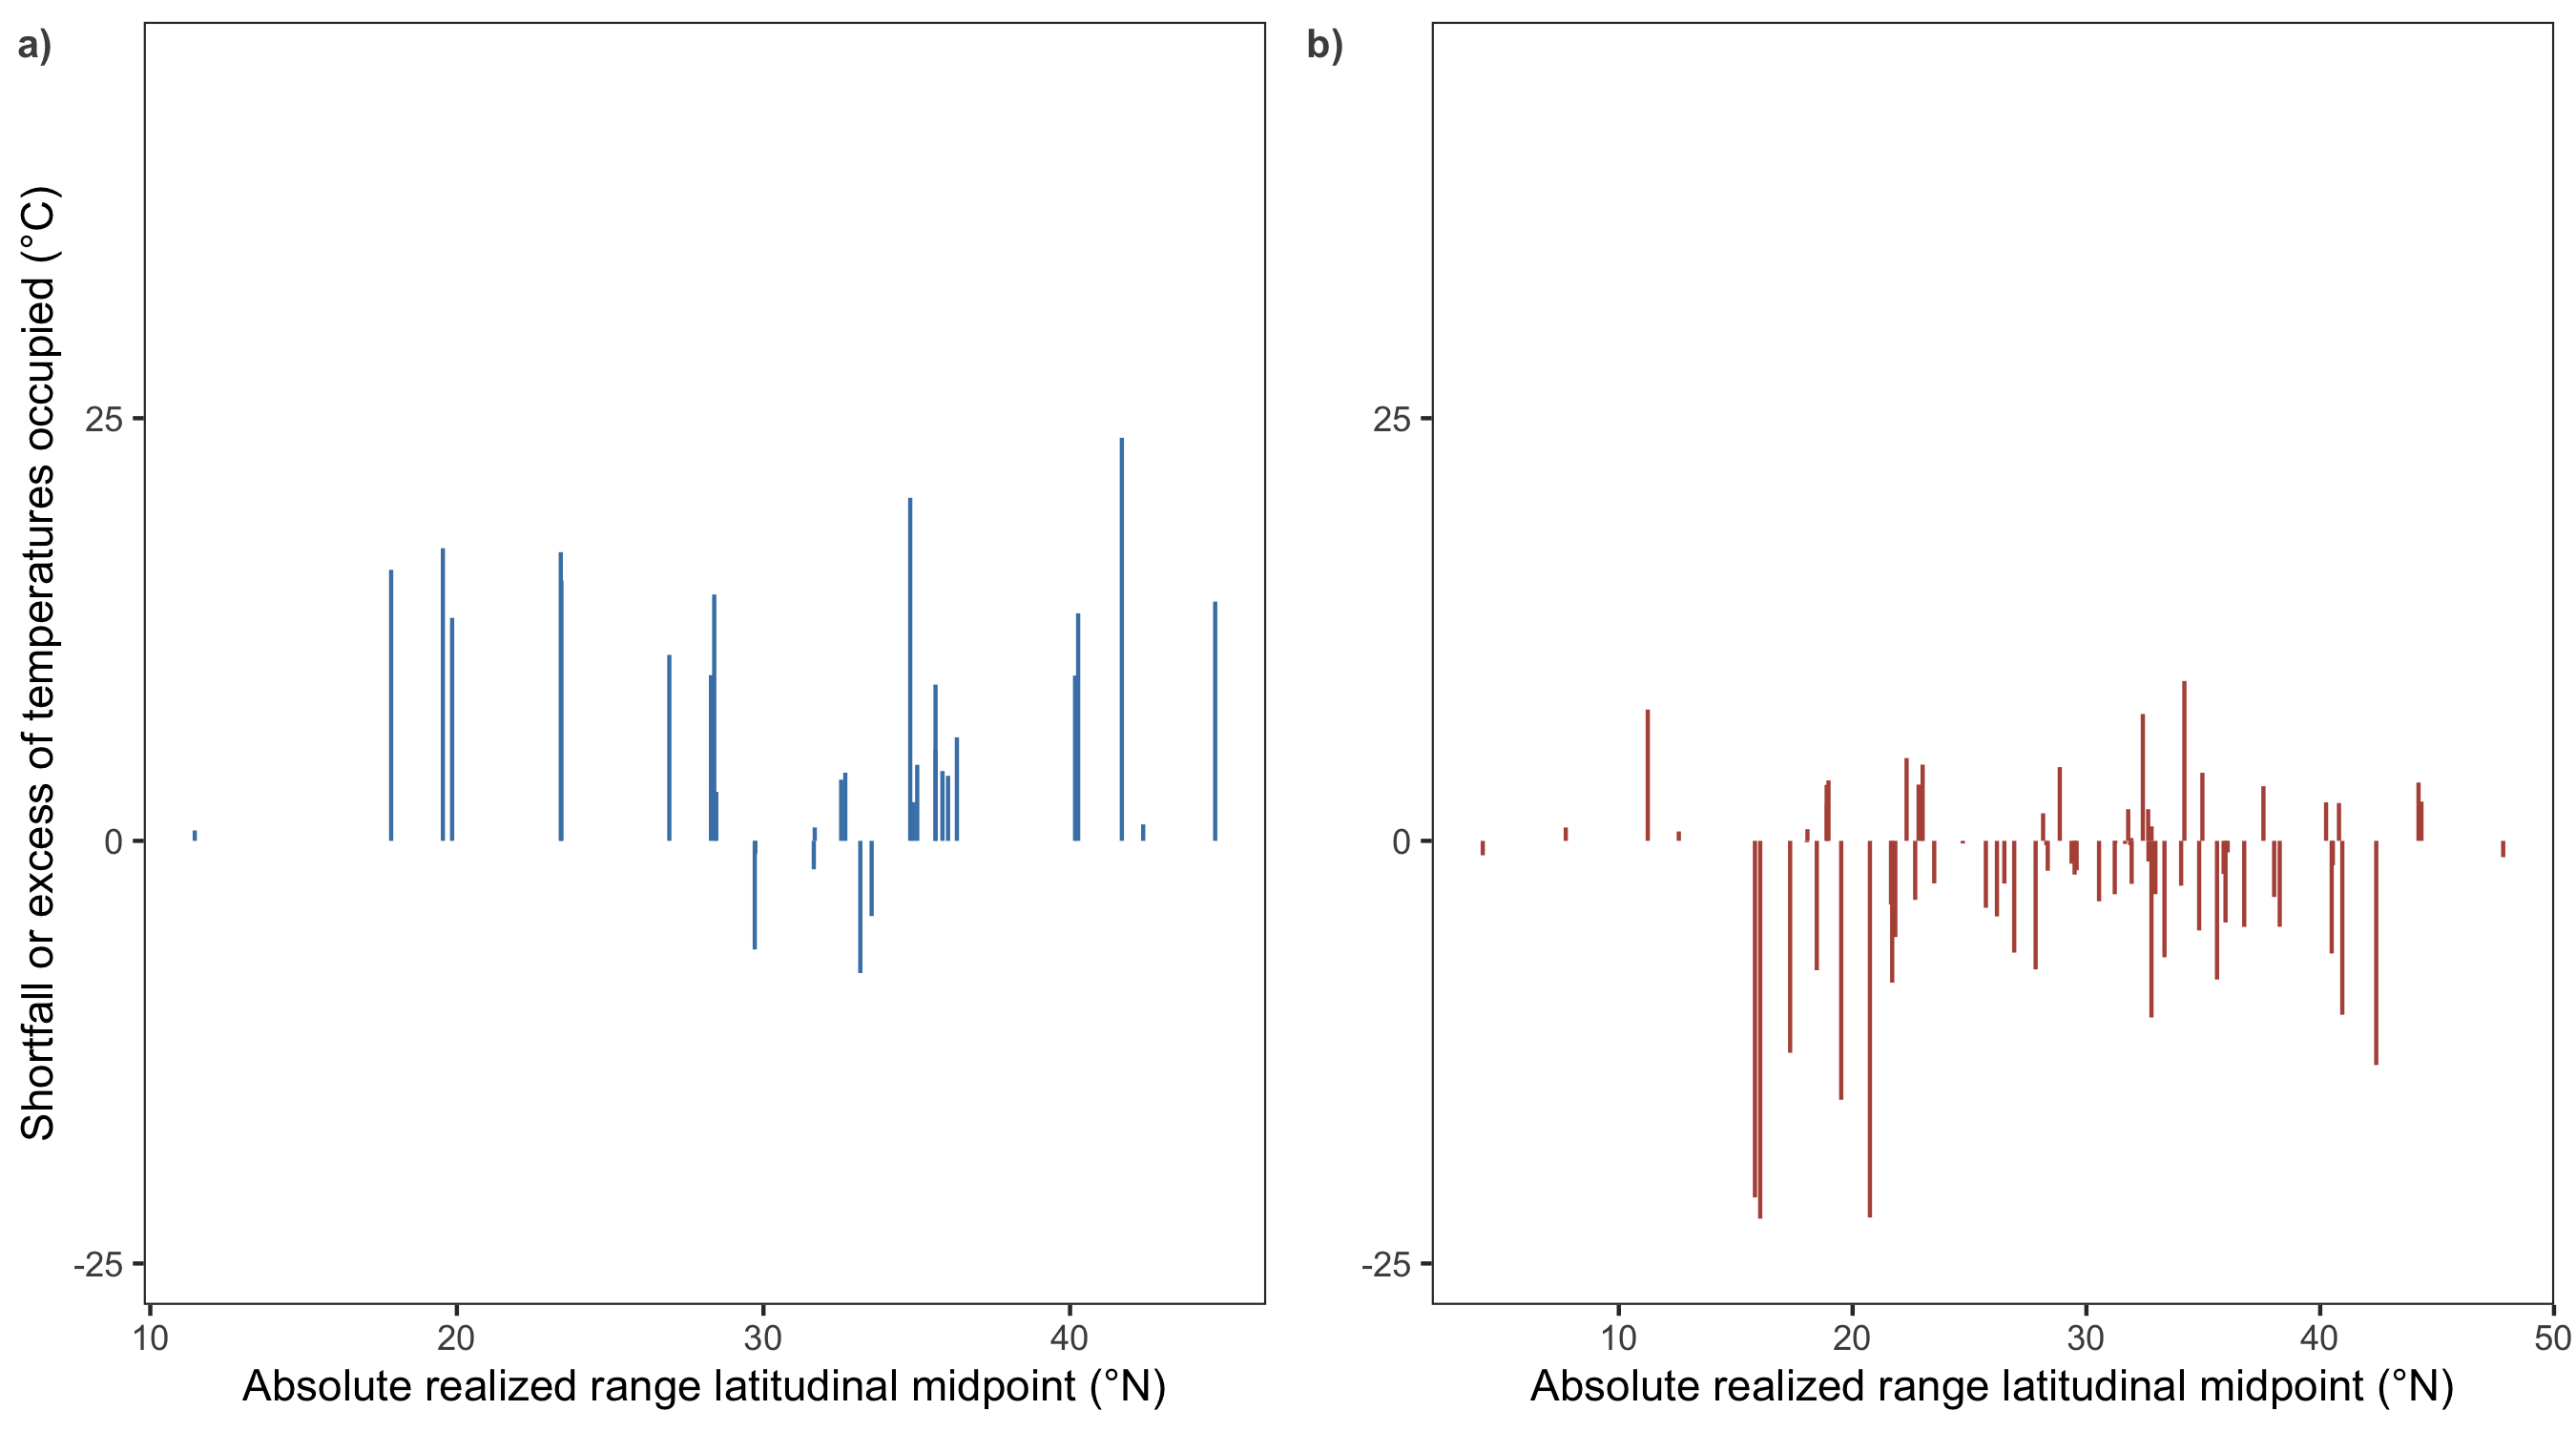 a)
Shortfall or excess of temperatures occupied (°C)
25
0
-25
10 20 30 40
Absolute realized range latitudinal midpoint (°N)
b)
25
0
-25
10 20 30 40 50
Absolute realized range latitudinal midpoint (°N)